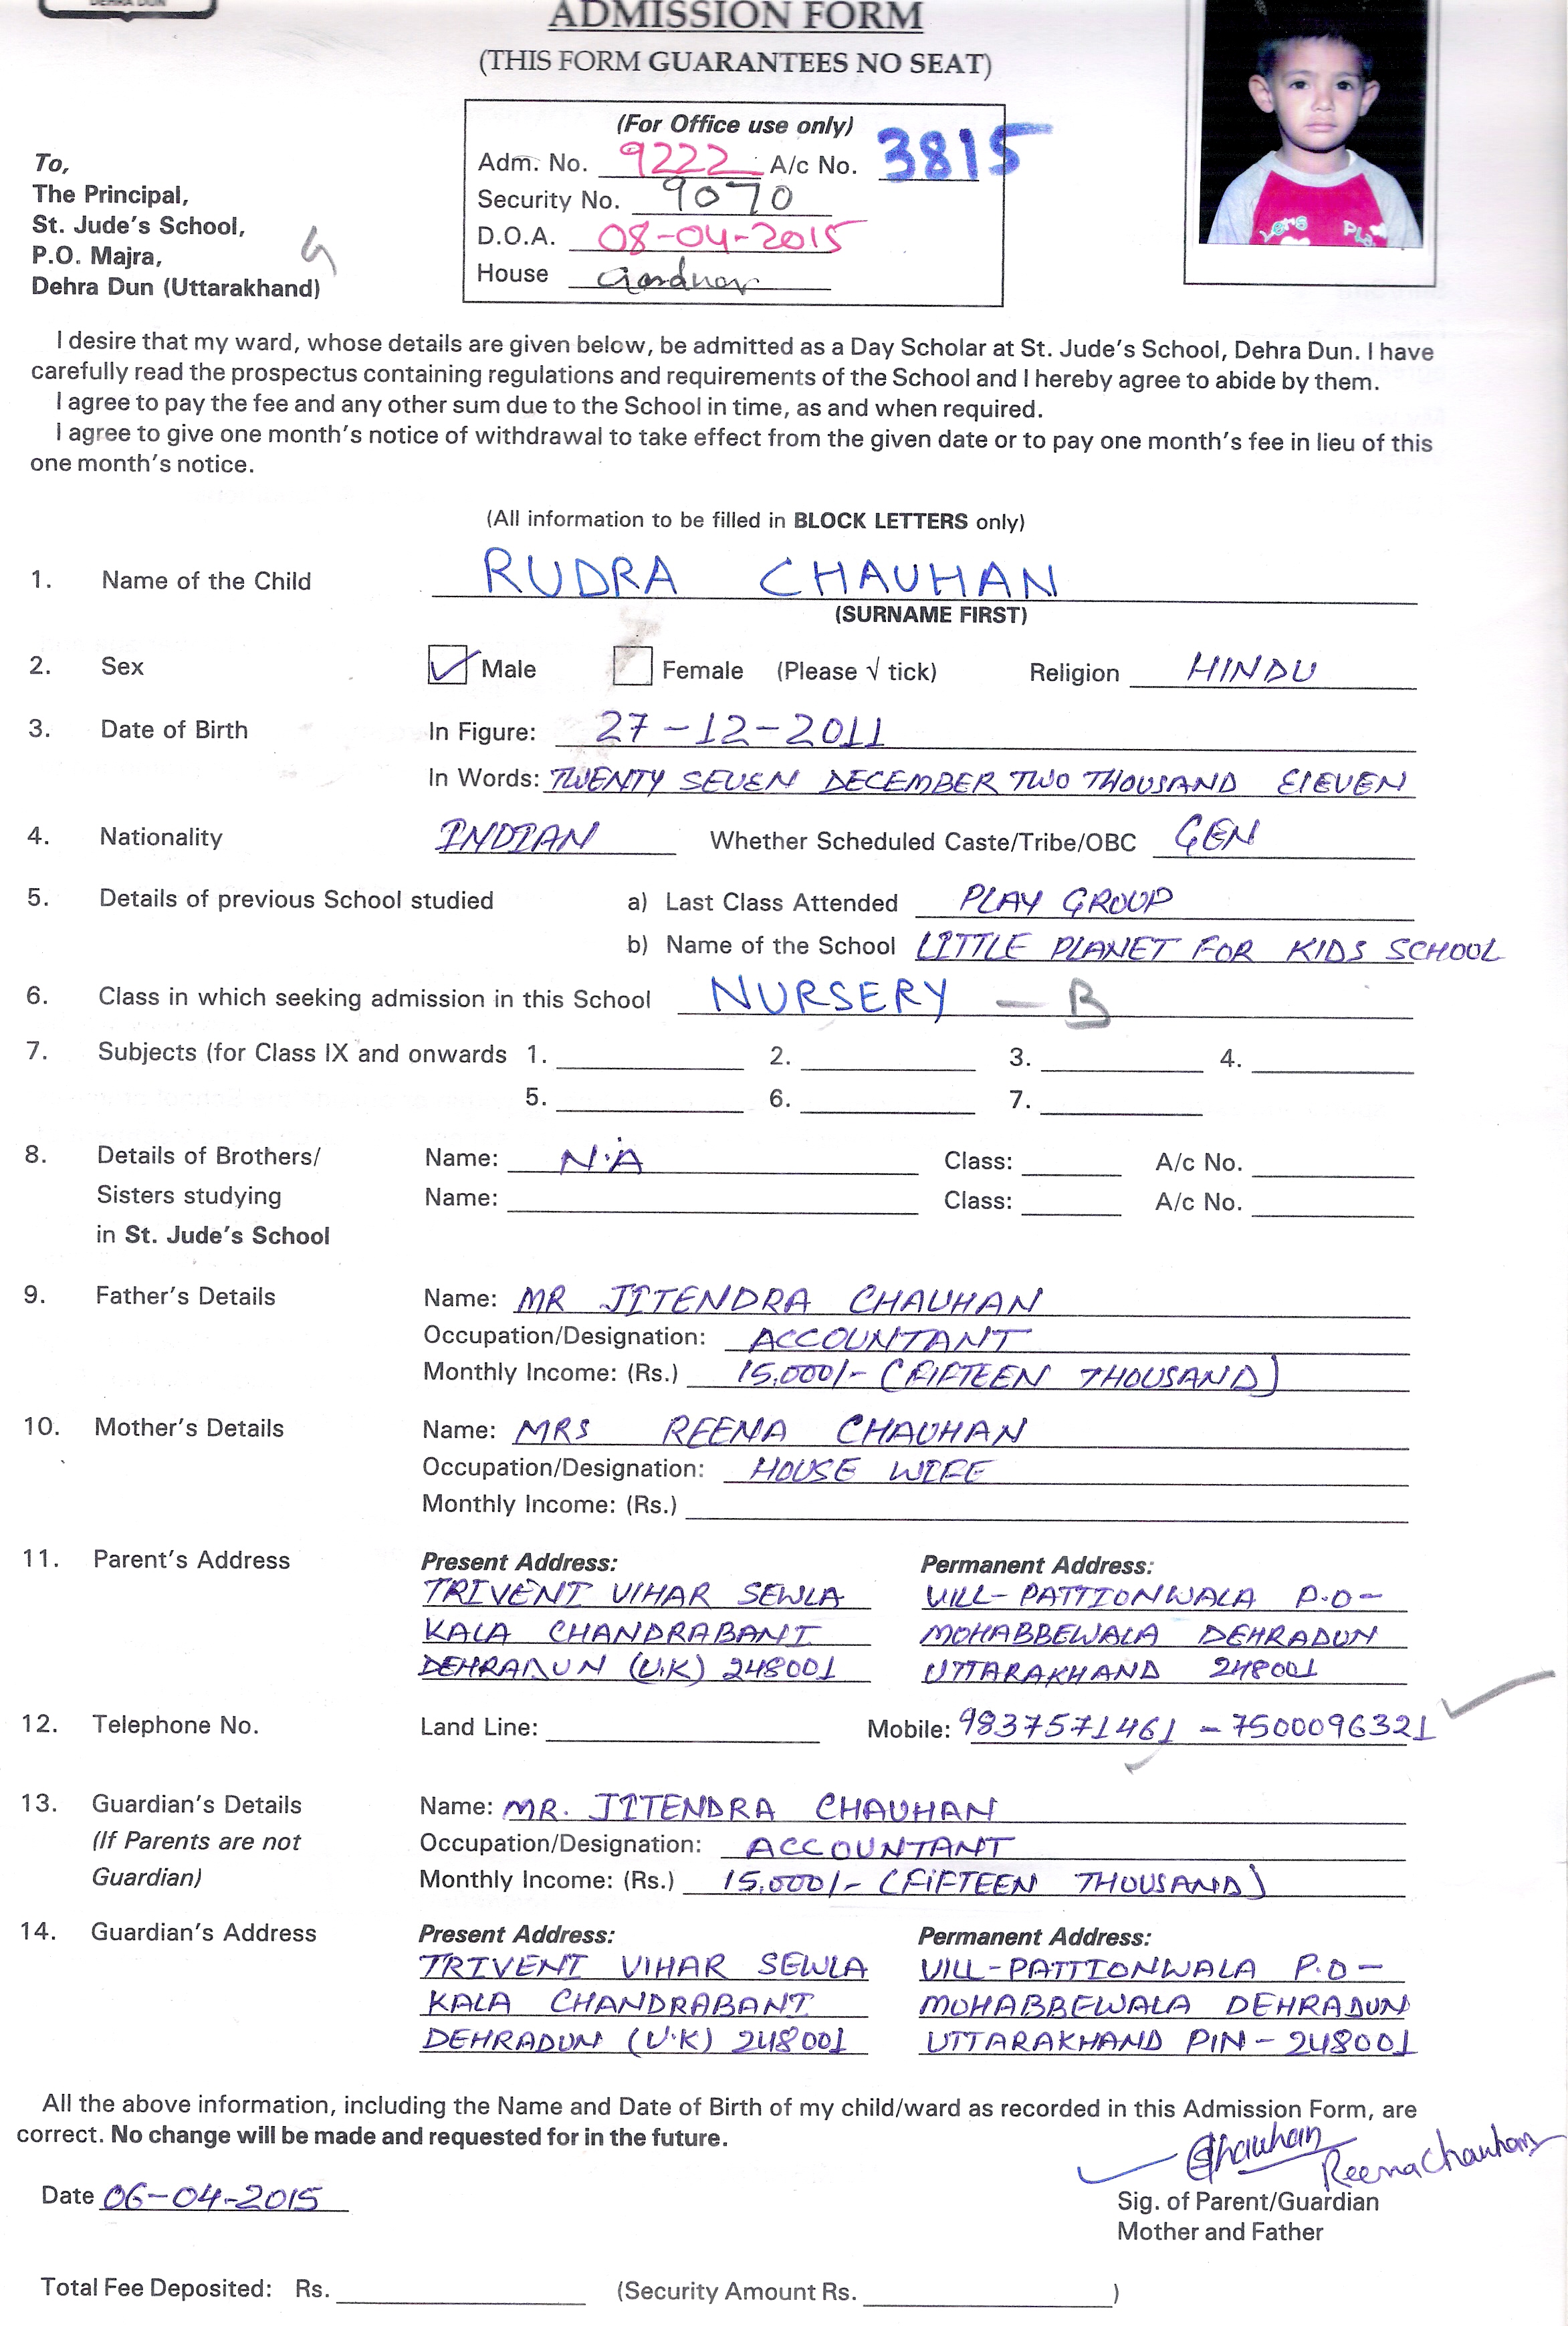 DEHRA DUN
ADMISSION FORM
(THIS FORM GUARANTEES NO SEAT)
(For Office use only)
Adm. No. 9222 A/c No. 3815
Security No. 9070
D.O.A. 08-04-2015
House Gardner
To,
The Principal,
St. Jude's School,
P.O. Majra,
Dehra Dun (Uttarakhand)
I desire that my ward, whose details are given below, be admitted as a Day Scholar at St. Jude's School, Dehra Dun. I have
carefully read the prospectus containing regulations and requirements of the School and I hereby agree to abide by them.
I agree to pay the fee and any other sum due to the School in time, as and when required.
I agree to give one month's notice of withdrawal to take effect from the given date or to pay one month's fee in lieu of this
one month's notice.
(All information to be filled in BLOCK LETTERS only)
1. Name of the Child RUDRA CHAUHAN
(SURNAME FIRST)
2. Sex Male Female (Please √ tick) Religion HINDU
3. Date of Birth In Figure: 27-12-2011
In Words: TWENTY SEVEN DECEMBER TWO THOUSAND ElEVEN
4. Nationality INDIAN Whether Scheduled Caste/Tribe/OBC GEN
5. Details of previous School studied a) Last Class Attended PLAY GROUP
b) Name of the School LITTLE PLANET FOR KIDS SCHOOL
6. Class in which seeking admission in this School NURSERY — B
7. Subjects (for Class IX and onwards 1. 2. 3. 4.
5. 6. 7.
8. Details of Brothers/ Name: N.A Class: A/c No.
Sisters studying Name: Class: A/c No.
in St. Jude's School
9. Father's Details Name: MR JITENDRA CHAUHAN
Occupation/Designation: ACCOUNTANT
Monthly Income: (Rs.) 15,000/- (FIFTEEN THOUSAND)
10. Mother's Details Name: MRS REENA CHAUHAN
Occupation/Designation: HOUSE WIFE
Monthly Income: (Rs.)
11. Parent's Address Present Address: Permanent Address:
TRIVENI VIHAR SEWLA VILL-PATTIONWALA P.O-
KALA CHANDRABANI MOHABBEWALA DEHRADUN
DEHRADUN (U.K) 248001 UTTARAKHAND 248001
12. Telephone No. Land Line: Mobile: 9837571461 - 7500096321
13. Guardian's Details Name: MR. JITENDRA CHAUHAN
(If Parents are not Occupation/Designation: ACCOUNTANT
Guardian) Monthly Income: (Rs.) 15,000/- (FIFTEEN THOUSAND)
14. Guardian's Address Present Address: Permanent Address:
TRIVENI VIHAR SEWLA VILL-PATTIONWALA P.O-
KALA CHANDRABANI MOHABBEWALA DEHRADUN
DEHRADUN (U.K) 248001 UTTARAKHAND PIN-248001
All the above information, including the Name and Date of Birth of my child/ward as recorded in this Admission Form, are
correct. No change will be made and requested for in the future.
Chauhan Reena Chauhan
Date 06-04-2015 Sig. of Parent/Guardian
Mother and Father
Total Fee Deposited: Rs. (Security Amount Rs. )